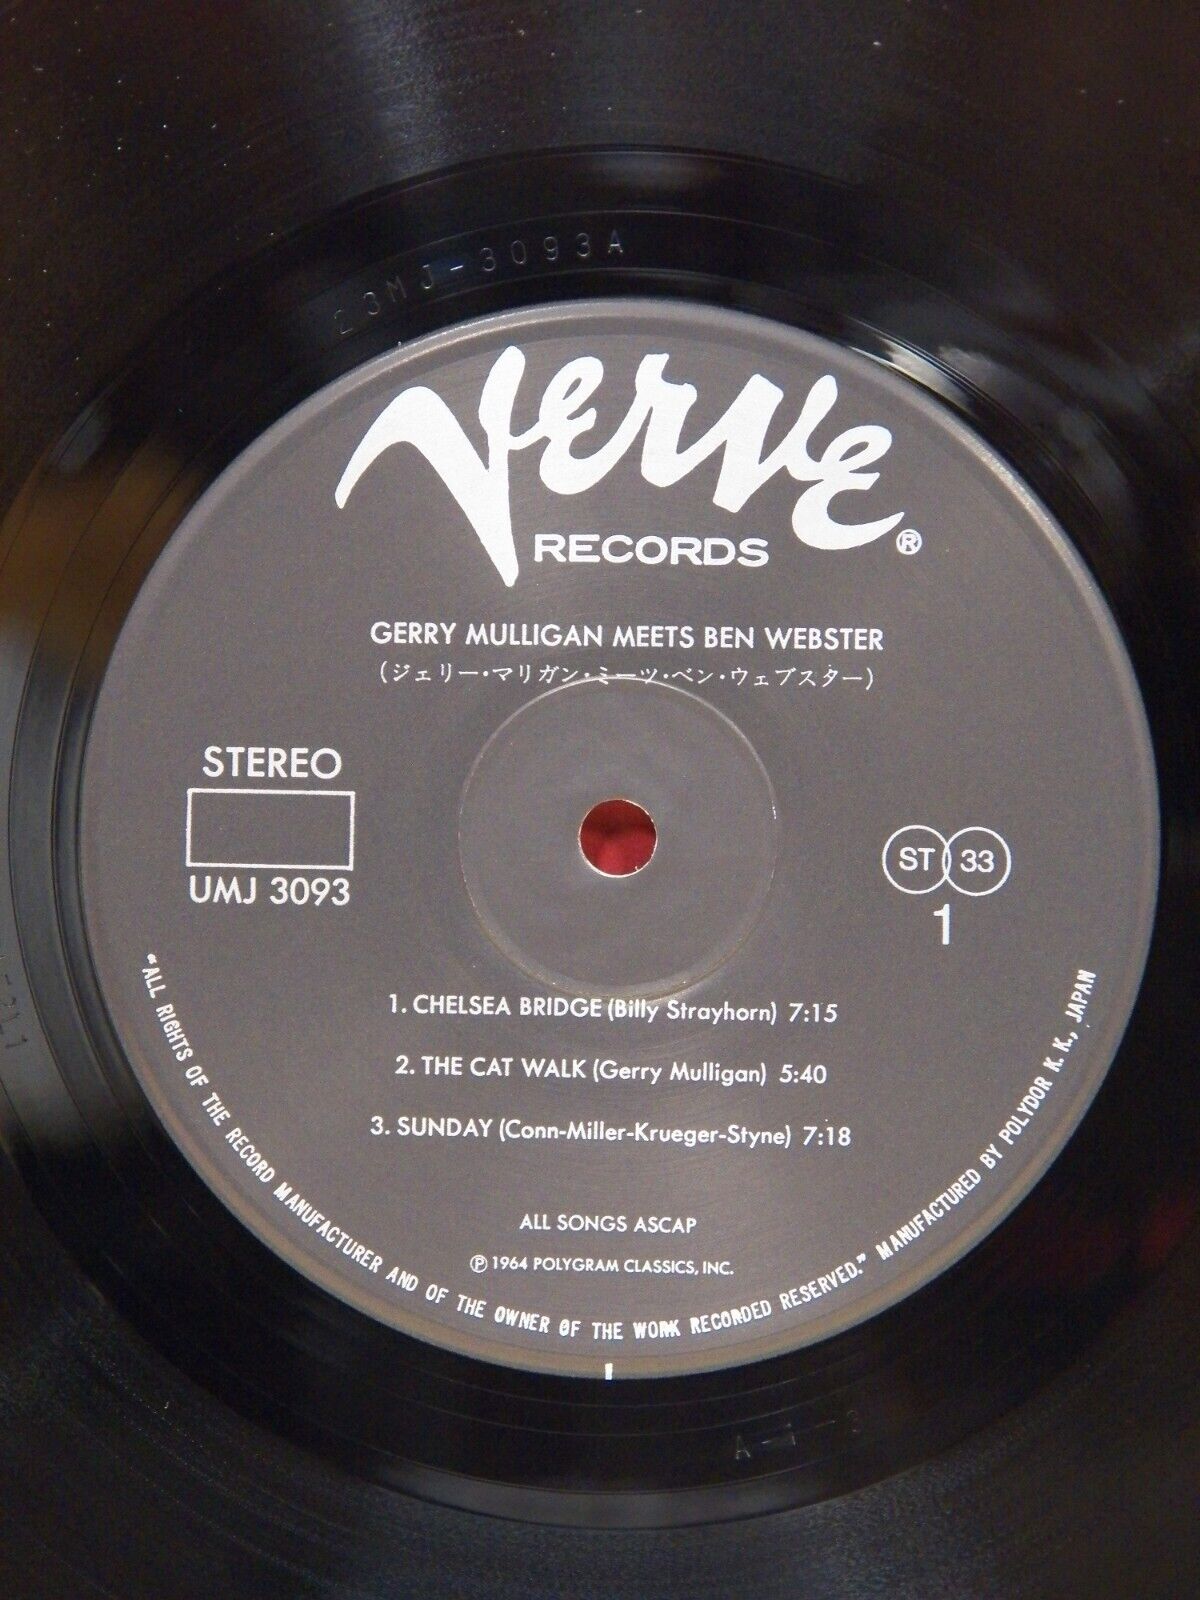 3MJ-3093A
Verve
RECORDS ®
GERRY MULLIGAN MEETS BEN WEBSTER
(ジェリー・マリガン・ミーツ・ベン・ウェブスター)
STEREO
UMJ 3093
ST 33
1
1. CHELSEA BRIDGE (Billy Strayhorn) 7:15
2. THE CAT WALK (Gerry Mulligan) 5:40
3. SUNDAY (Conn-Miller-Krueger-Styne) 7:18
ALL SONGS ASCAP
℗ 1964 POLYGRAM CLASSICS, INC.
"ALL RIGHTS OF THE RECORD MANUFACTURER AND OF THE OWNER OF THE WORK RECORDED RESERVED." MANUFACTURED BY POLYDOR K. K., JAPAN